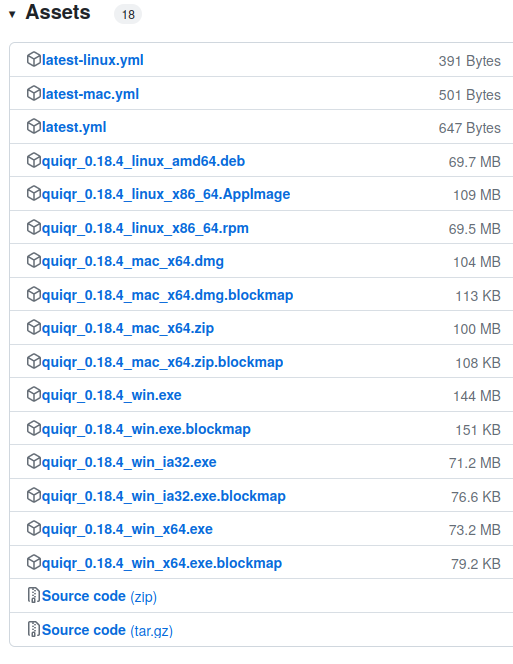 Assets 18
latest-linux.yml 391 Bytes
latest-mac.yml 501 Bytes
latest.yml 647 Bytes
quiqr_0.18.4_linux_amd64.deb 69.7 MB
quiqr_0.18.4_linux_x86_64.AppImage 109 MB
quiqr_0.18.4_linux_x86_64.rpm 69.5 MB
quiqr_0.18.4_mac_x64.dmg 104 MB
quiqr_0.18.4_mac_x64.dmg.blockmap 113 KB
quiqr_0.18.4_mac_x64.zip 100 MB
quiqr_0.18.4_mac_x64.zip.blockmap 108 KB
quiqr_0.18.4_win.exe 144 MB
quiqr_0.18.4_win.exe.blockmap 151 KB
quiqr_0.18.4_win_ia32.exe 71.2 MB
quiqr_0.18.4_win_ia32.exe.blockmap 76.6 KB
quiqr_0.18.4_win_x64.exe 73.2 MB
quiqr_0.18.4_win_x64.exe.blockmap 79.2 KB
Source code (zip)
Source code (tar.gz)